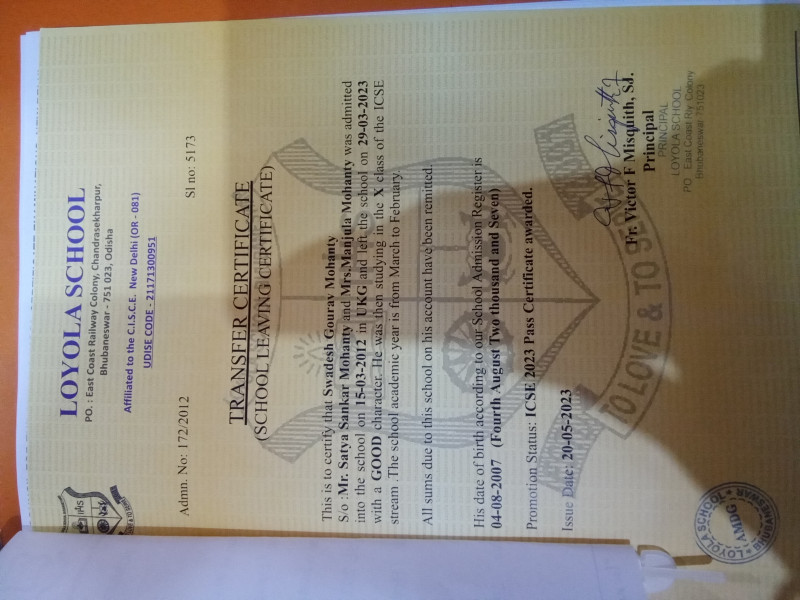 LOYOLA SCHOOL
PO. : East Coast Railway Colony, Chandrasekharpur,
Bhubaneswar - 751 023, Odisha
Affiliated to the C.I.S.C.E. New Delhi (OR - 081)
UDISE CODE - 21171300951
Admn. No: 172/2012 Sl no: 5173
TRANSFER CERTIFICATE
(SCHOOL LEAVING CERTIFICATE)
This is to certify that Swadesh Gourav Mohanty
S/o :Mr. Satya Sankar Mohanty and Mrs.Manjula Mohanty was admitted
into the school on 15-03-2012 in UKG and left the school on 29-03-2023
with a GOOD character. He was then studying in the X class of the ICSE
stream. The school academic year is from March to February.
All sums due to this school on his account have been remitted.
His date of birth according to our School Admission Register is
04-08-2007 (Fourth August Two thousand and Seven)
Promotion Status: ICSE 2023 Pass Certificate awarded.
Issue Date: 20-05-2023
Fr. Victor F Misquith, SJ.
Principal
PRINCIPAL
LOYOLA SCHOOL
PO East Coast Rly. Colony
Bhubaneswar 751023
LOYOLA SCHOOL
AMDG
BHUBANESWAR
TO LOVE & TO SE